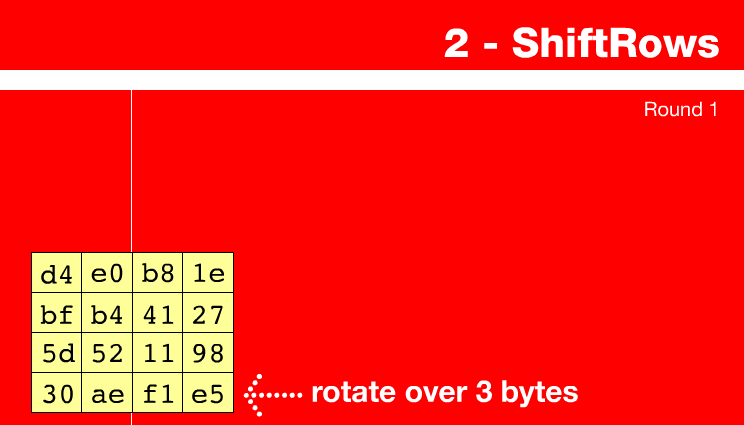 2 - ShiftRows
Round 1
d4 e0 b8 1e
bf b4 41 27
5d 52 11 98
30 ae f1 e5
rotate over 3 bytes